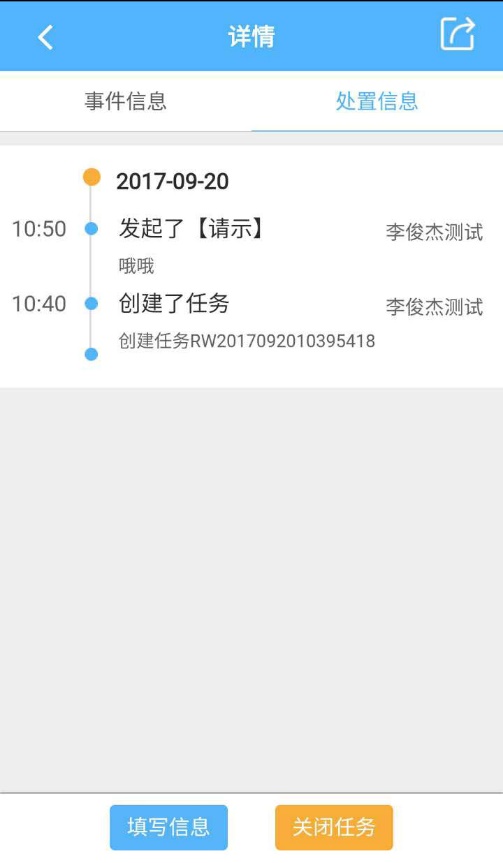 详情
事件信息
处置信息
2017-09-20
10:50 发起了【请示】 李俊杰测试
哦哦
10:40 创建了任务 李俊杰测试
创建任务RW2017092010395418
填写信息 关闭任务